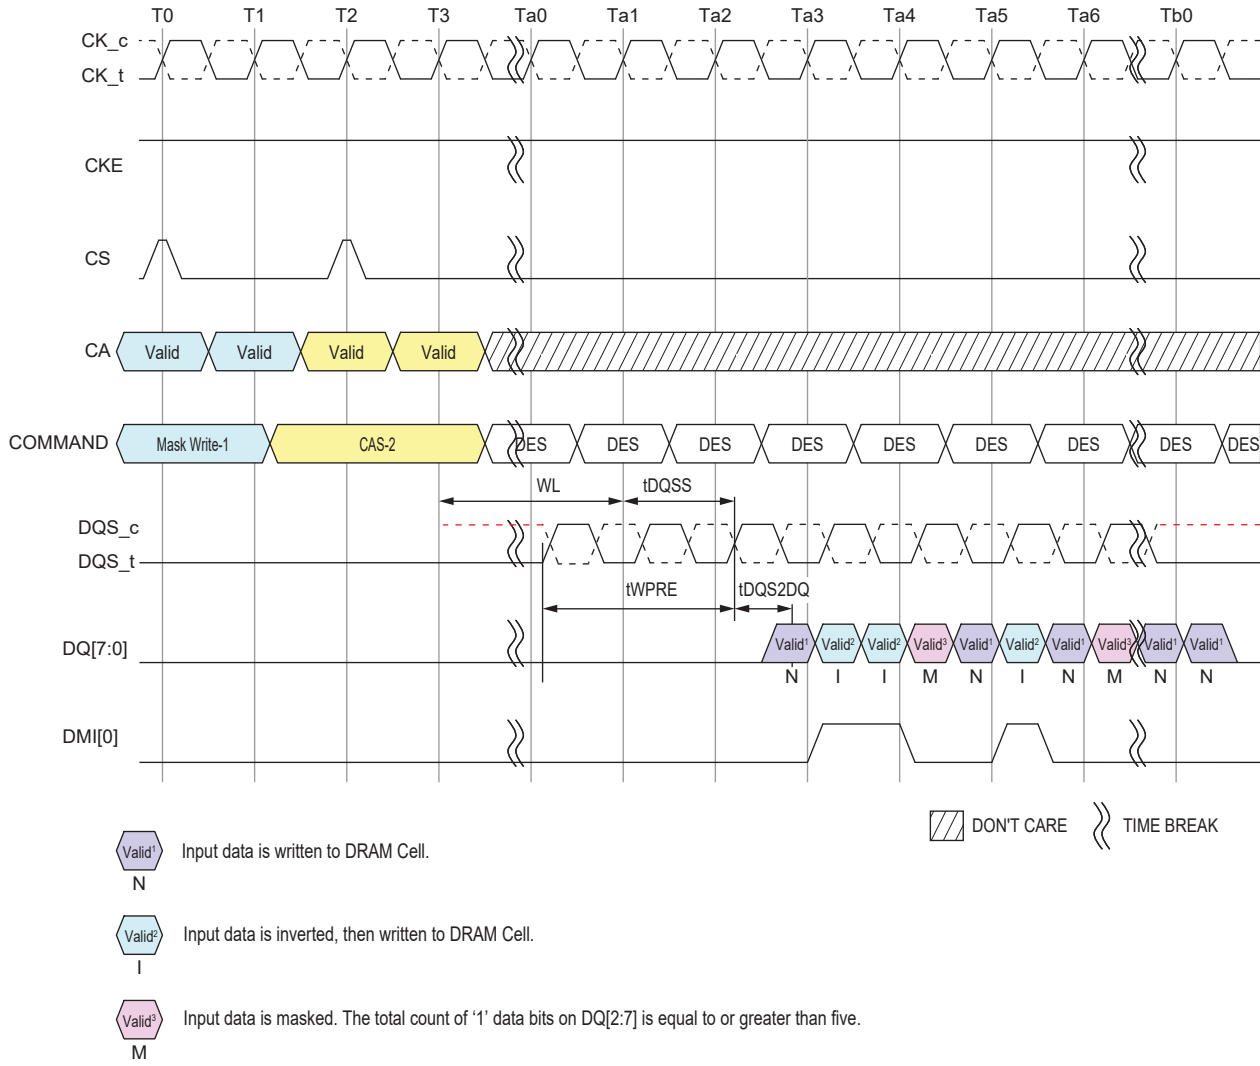 T0 T1 T2 T3 Ta0 Ta1 Ta2 Ta3 Ta4 Ta5 Ta6 Tb0
CK_c
CK_t
CKE
CS
CA Valid Valid Valid Valid
COMMAND Mask Write-1 CAS-2 DES DES DES DES DES DES DES DES DES
WL tDQSS
DQS_c
DQS_t
tWPRE tDQS2DQ
DQ[7:0] Valid¹ Valid² Valid² Valid³ Valid¹ Valid² Valid¹ Valid³ Valid¹ Valid¹
N I I M N I N M N N
DMI[0]
DON'T CARE TIME BREAK
Valid¹ Input data is written to DRAM Cell.
N
Valid² Input data is inverted, then written to DRAM Cell.
I
Valid³ Input data is masked. The total count of ‘1’ data bits on DQ[2:7] is equal to or greater than five.
M